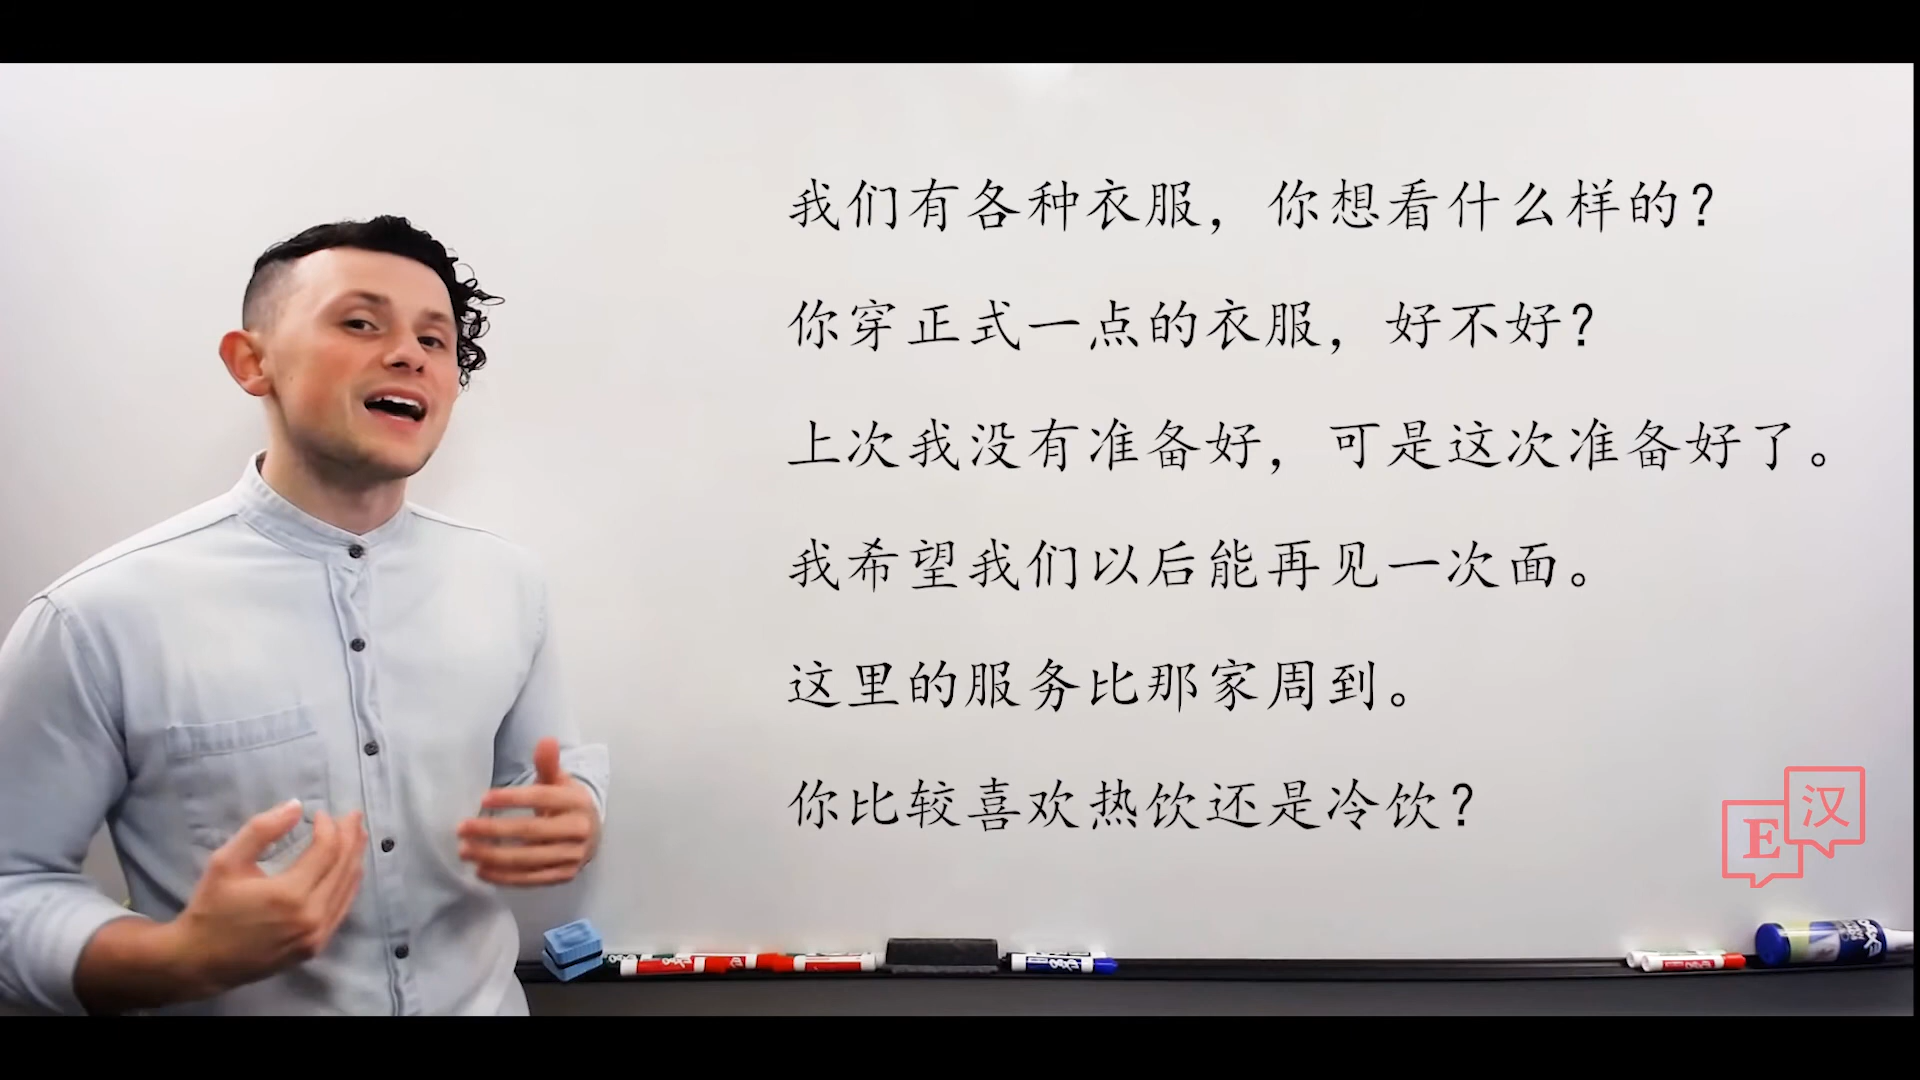 我们有各种衣服，你想看什么样的？
你穿正式一点的衣服，好不好？
上次我没有准备好，可是这次准备好了。
我希望我们以后能再见一次面。
这里的服务比那家周到。
你比较喜欢热饮还是冷饮？
E汉